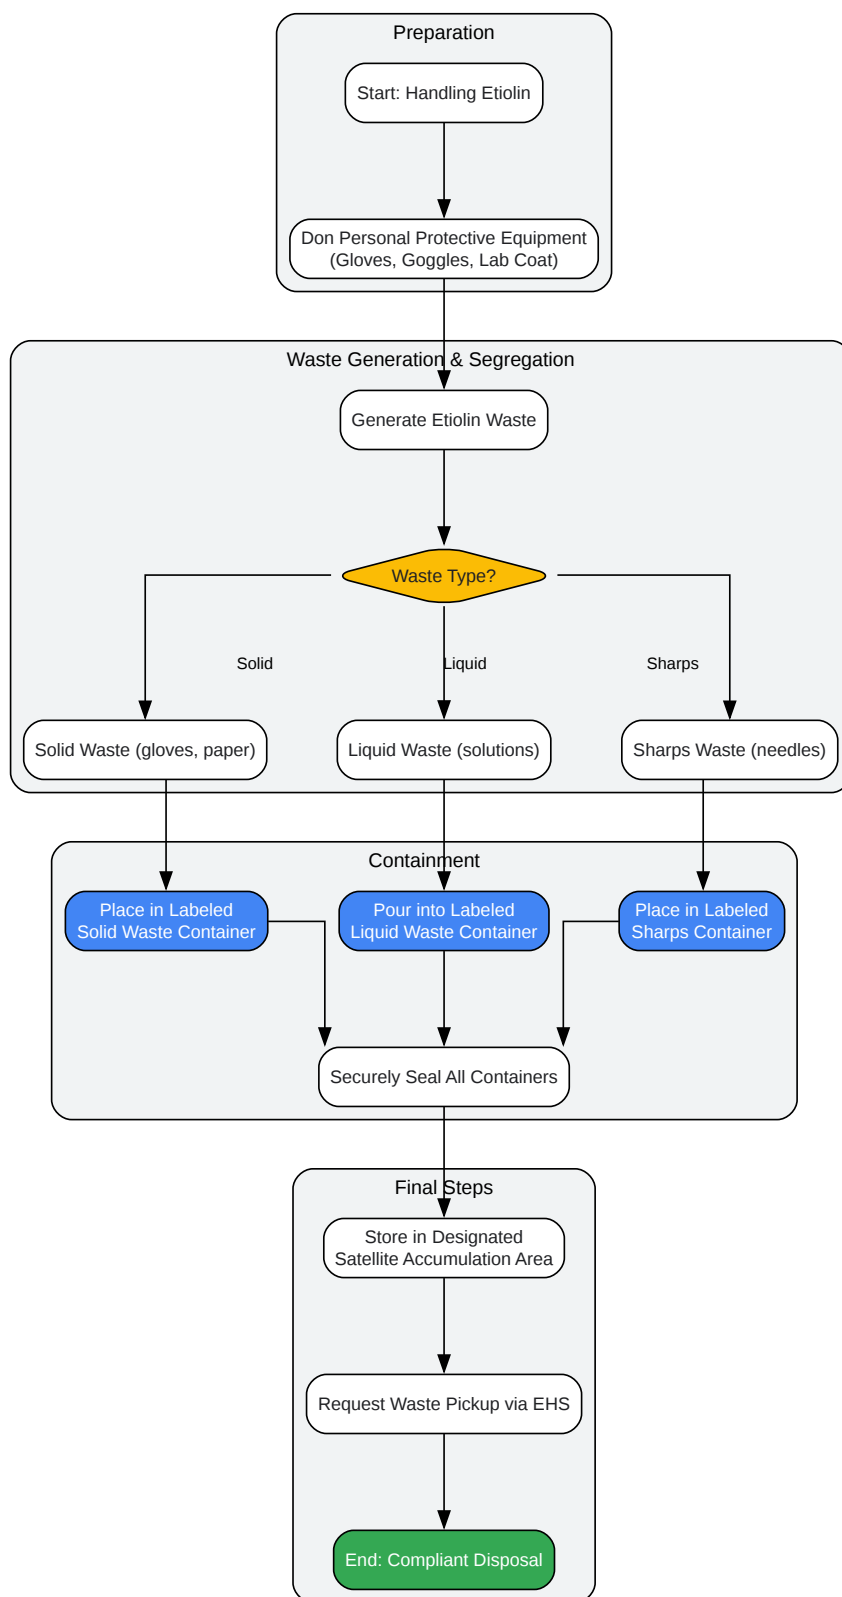 Preparation
Start: Handling Etiolin
Don Personal Protective Equipment
(Gloves, Goggles, Lab Coat)
Waste Generation & Segregation
Generate Etiolin Waste
Waste Type?
Solid
Liquid
Sharps
Solid Waste (gloves, paper)
Liquid Waste (solutions)
Sharps Waste (needles)
Containment
Place in Labeled
Solid Waste Container
Pour into Labeled
Liquid Waste Container
Place in Labeled
Sharps Container
Securely Seal All Containers
Final Steps
Store in Designated
Satellite Accumulation Area
Request Waste Pickup via EHS
End: Compliant Disposal